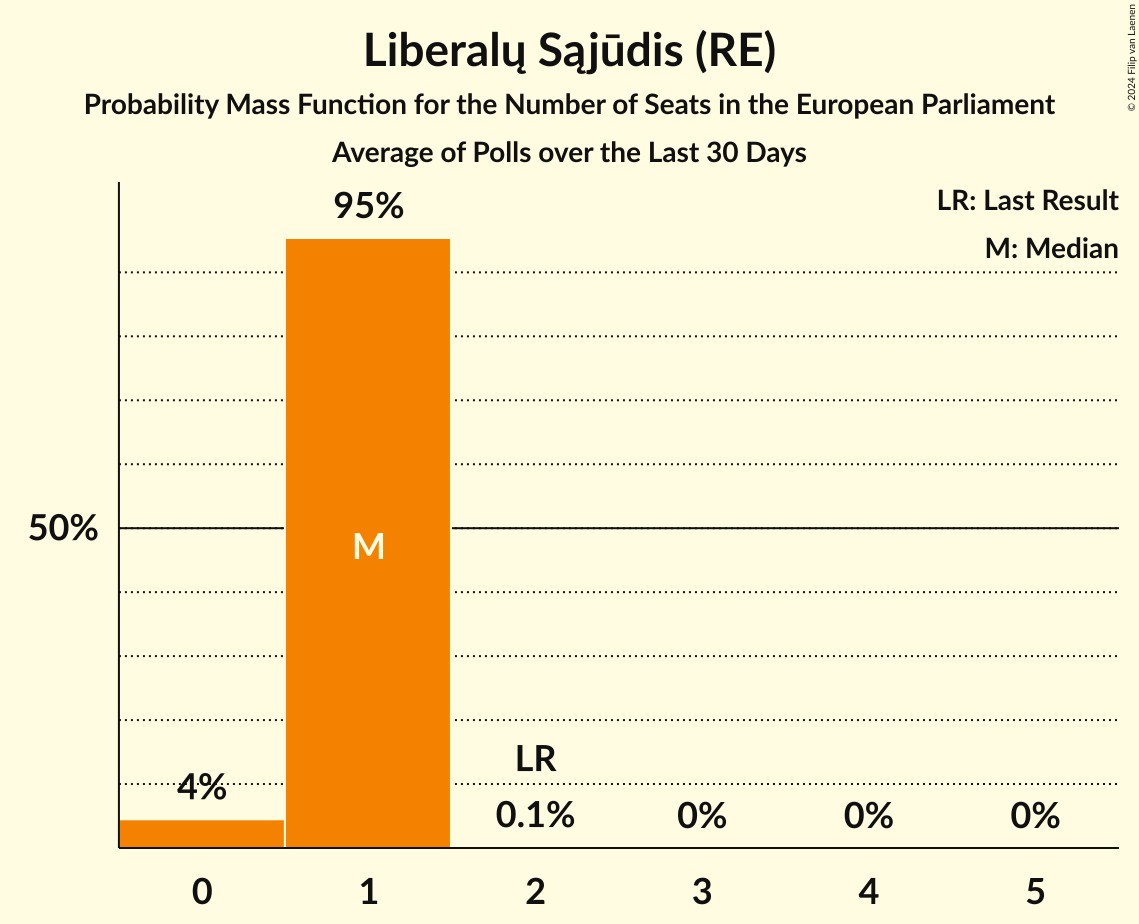 Liberalų Sąjūdis (RE)
Probability Mass Function for the Number of Seats in the European Parliament
Average of Polls over the Last 30 Days
© 2024 Filip van Laenen
LR: Last Result
M: Median
95%
50%
M
LR
4%
0.1%
0%
0%
0%
0
1
2
3
4
5